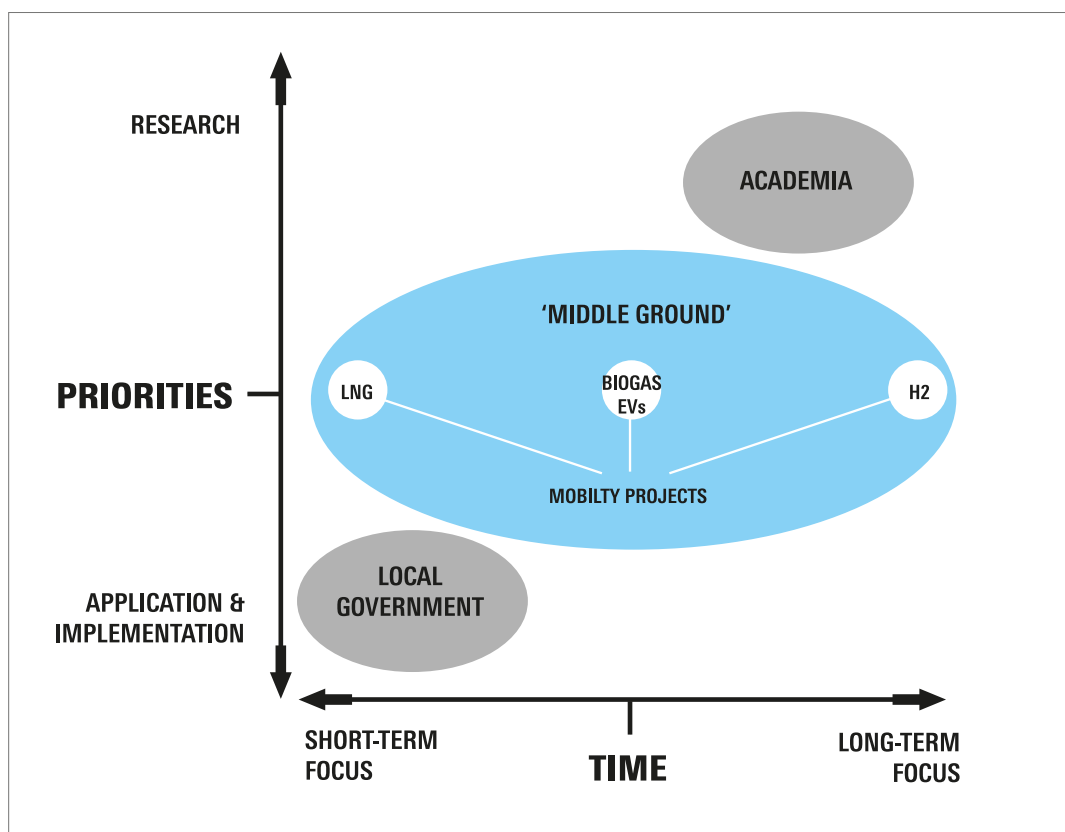 RESEARCH
ACADEMIA
‘MIDDLE GROUND’
PRIORITIES
LNG
BIOGAS
EVs
H2
MOBILTY PROJECTS
LOCAL
GOVERNMENT
APPLICATION &
IMPLEMENTATION
SHORT-TERM
FOCUS
TIME
LONG-TERM
FOCUS